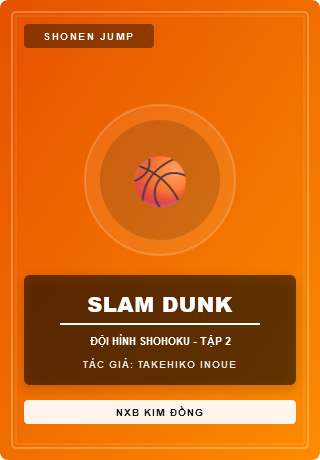 SHONEN JUMP
SLAM DUNK
ĐỘI HÌNH SHOHOKU - TẬP 2
TÁC GIẢ: TAKEHIKO INOUE
NXB KIM ĐỒNG